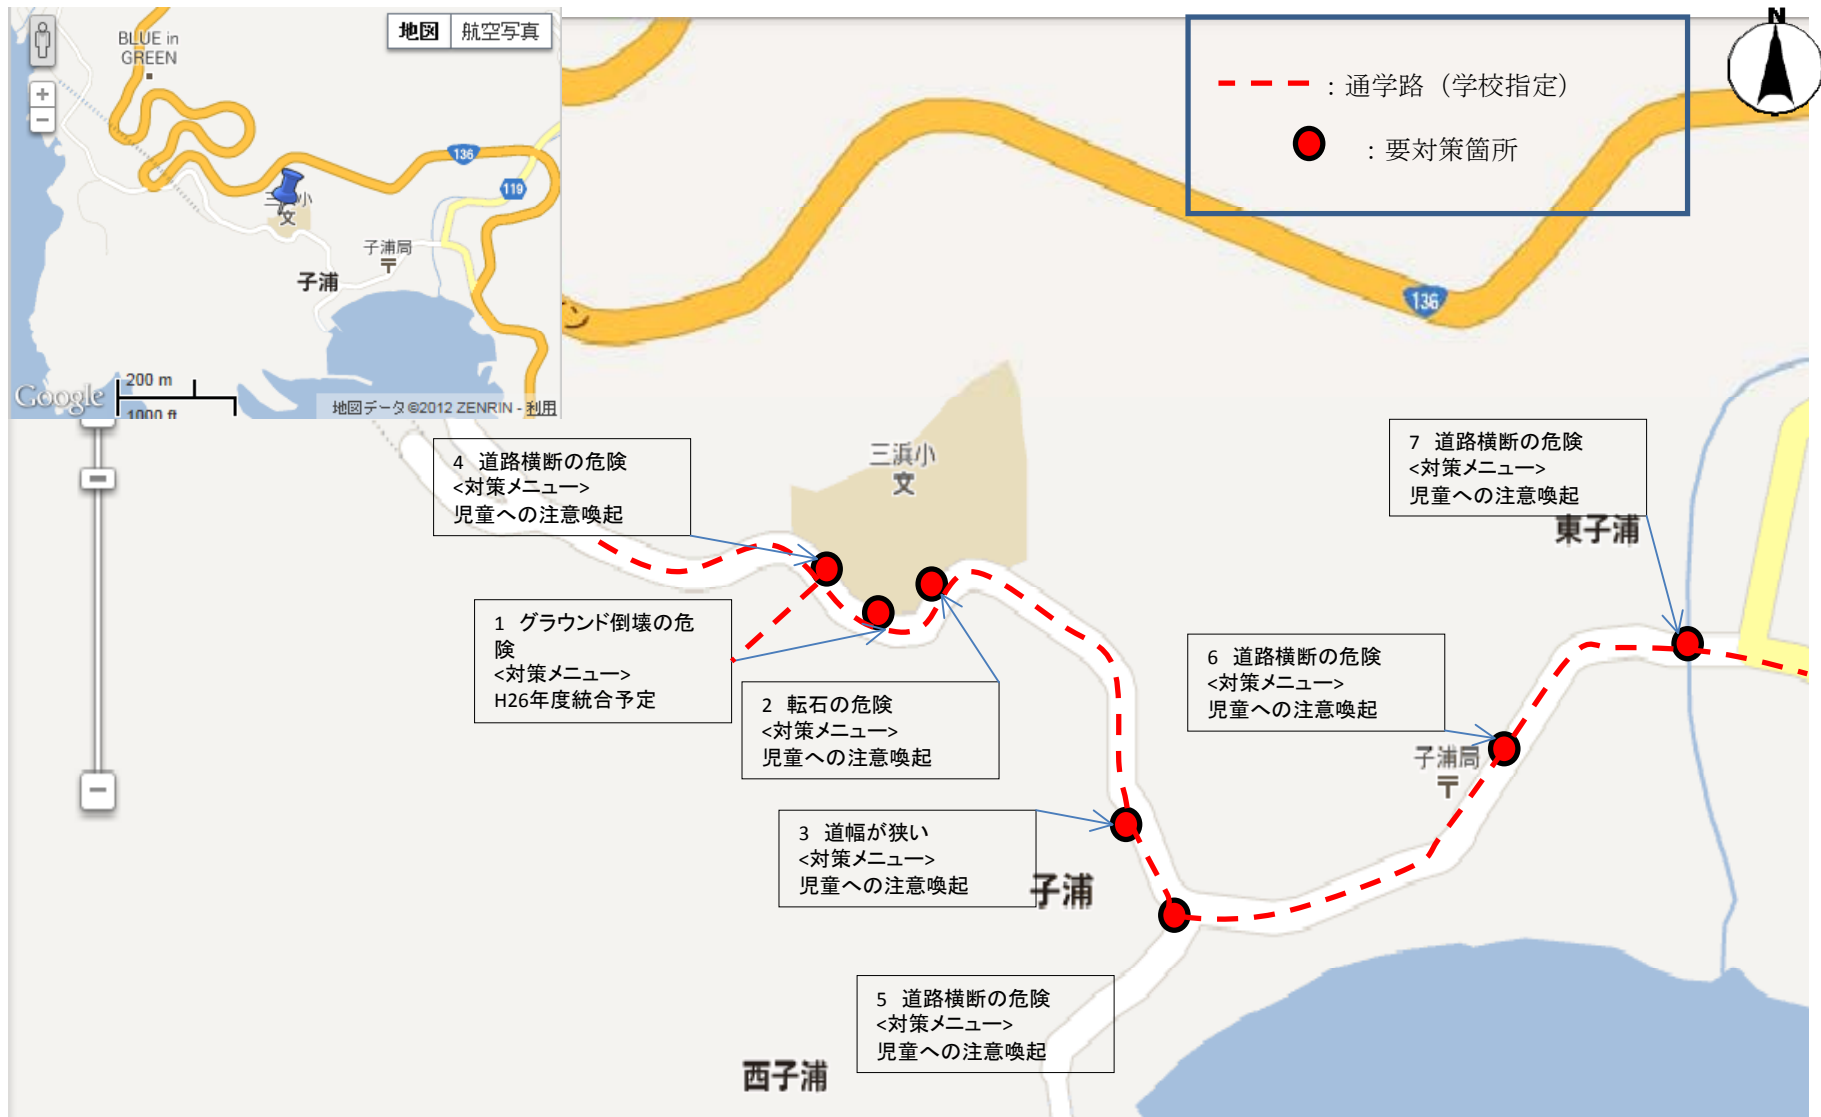 BLUE in
GREEN
地図
航空写真
136
119
三 小
文
子浦局
〒
子浦
Google
200 m
1000 ft
地図データ©2012 ZENRIN - 利用
N
：通学路（学校指定）
：要対策箇所
136
三浜小
文
4 道路横断の危険
<対策メニュー>
児童への注意喚起
7 道路横断の危険
<対策メニュー>
児童への注意喚起
東子浦
1 グラウンド倒壊の危
険
<対策メニュー>
H26年度統合予定
2 転石の危険
<対策メニュー>
児童への注意喚起
6 道路横断の危険
<対策メニュー>
児童への注意喚起
子浦局
〒
3 道幅が狭い
<対策メニュー>
児童への注意喚起
子浦
5 道路横断の危険
<対策メニュー>
児童への注意喚起
西子浦